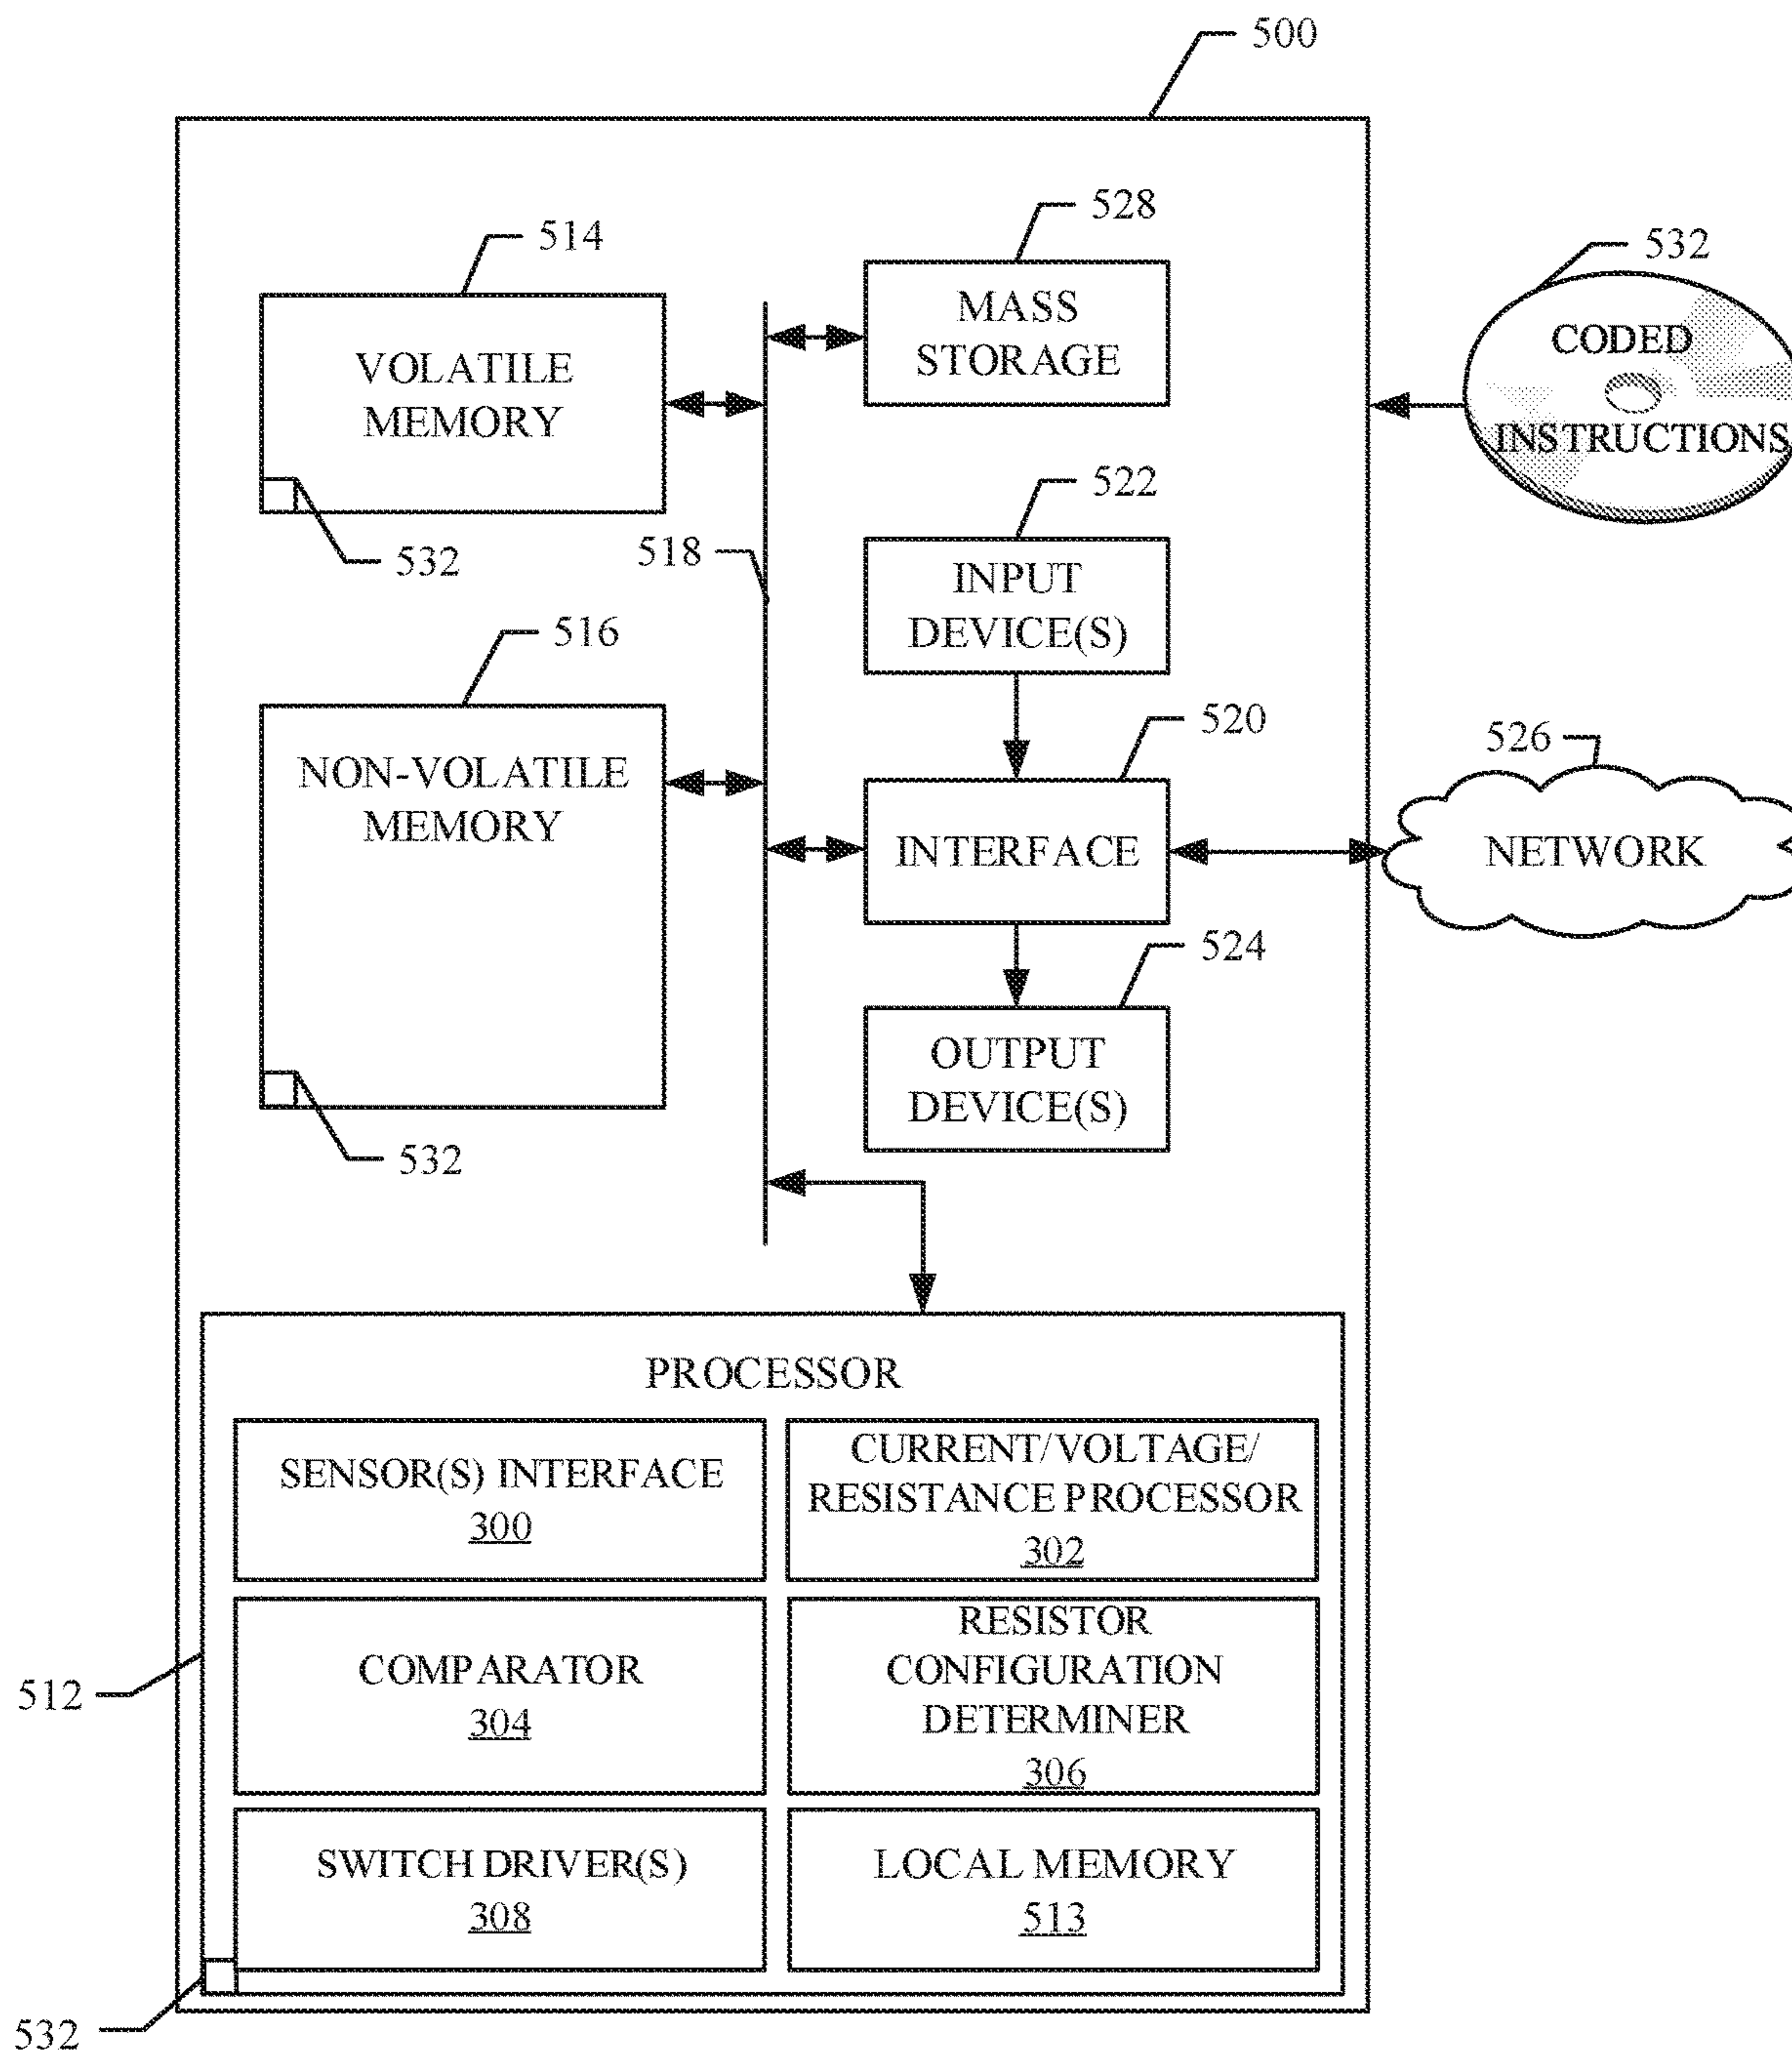 500
528
514
532
MASS
STORAGE
CODED
INSTRUCTIONS
VOLATILE
MEMORY
522
532
518
INPUT
DEVICE(S)
516
520
526
NON-VOLATILE
MEMORY
INTERFACE
NETWORK
524
OUTPUT
DEVICE(S)
532
PROCESSOR
SENSOR(S) INTERFACE
300
CURRENT/VOLTAGE/
RESISTANCE PROCESSOR
302
512
COMPARATOR
304
RESISTOR
CONFIGURATION
DETERMINER
306
SWITCH DRIVER(S)
308
LOCAL MEMORY
513
532